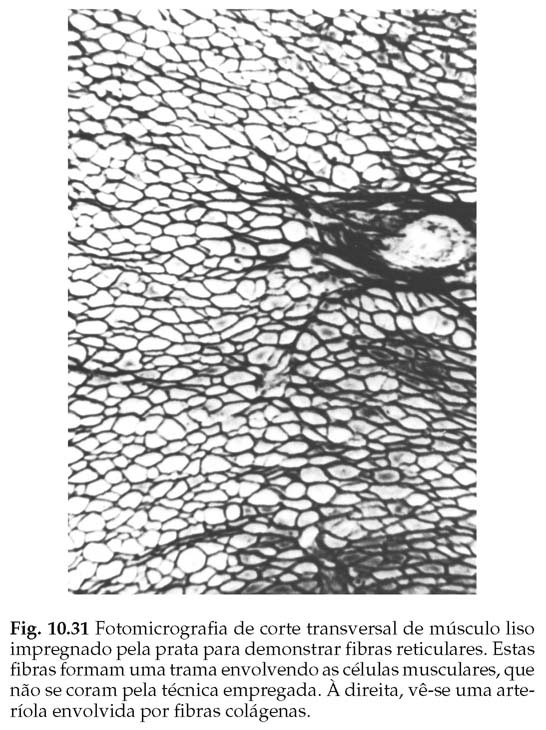 Fig. 10.31 Fotomicrografia de corte transversal de músculo liso
impregnado pela prata para demonstrar fibras reticulares. Estas
fibras formam uma trama envolvendo as células musculares, que
não se coram pela técnica empregada. À direita, vê-se uma arte-
ríola envolvida por fibras colágenas.